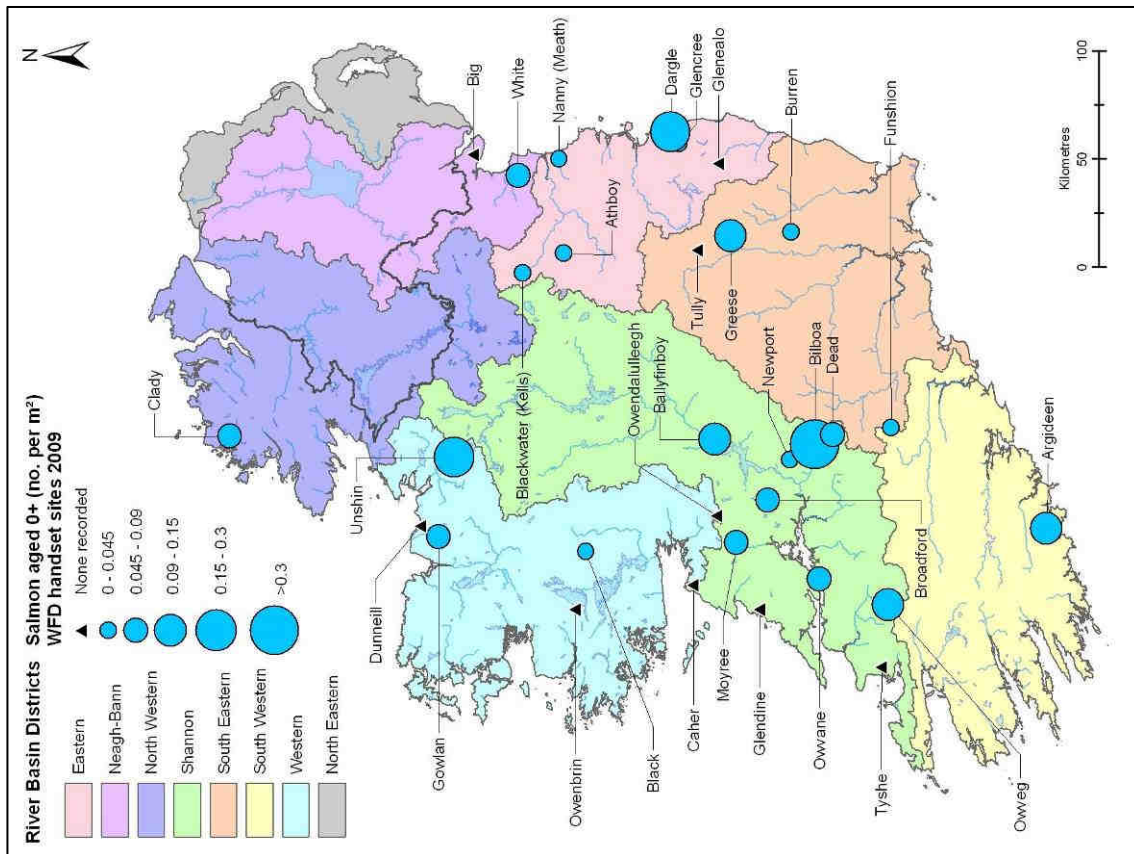 River Basin Districts
Eastern
Neagh-Bann
North Western
Shannon
South Eastern
South Western
Western
North Eastern
Salmon aged 0+ (no. per m²)
WFD handset sites 2009
None recorded
0 - 0.045
0.045 - 0.09
0.09 - 0.15
0.15 - 0.3
>0.3
N
Clady
Big
White
Nanny (Meath)
Dargle
Glencree
Glenealo
Burren
Funshion
Unshin
Dunneill
Gowlan
Blackwater (Kells)
Athboy
Owenbrin
Black
Owendalulleegh
Ballyfinboy
Tully
Greese
Newport
Bilboa
Dead
Caher
Moyree
Glendine
Owvane
Tyshe
Owveg
Broadford
Argideen
0
50
100
Kilometres